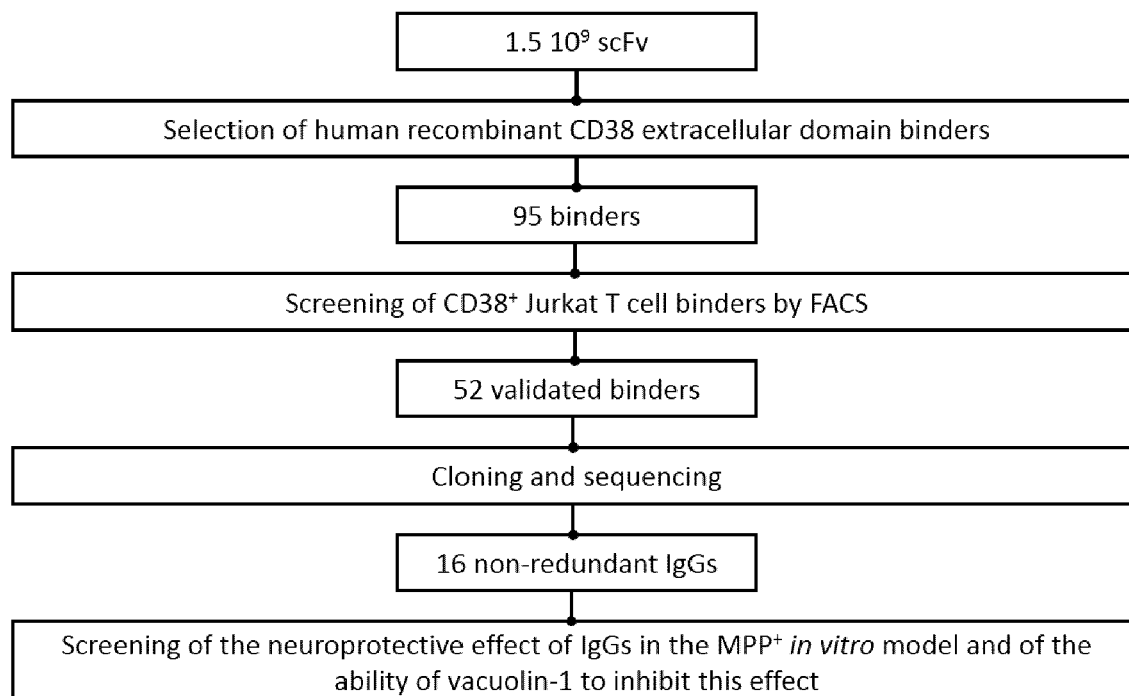 1.5 10⁹ scFv
Selection of human recombinant CD38 extracellular domain binders
95 binders
Screening of CD38⁺ Jurkat T cell binders by FACS
52 validated binders
Cloning and sequencing
16 non-redundant IgGs
Screening of the neuroprotective effect of IgGs in the MPP⁺ in vitro model and of the
ability of vacuolin-1 to inhibit this effect